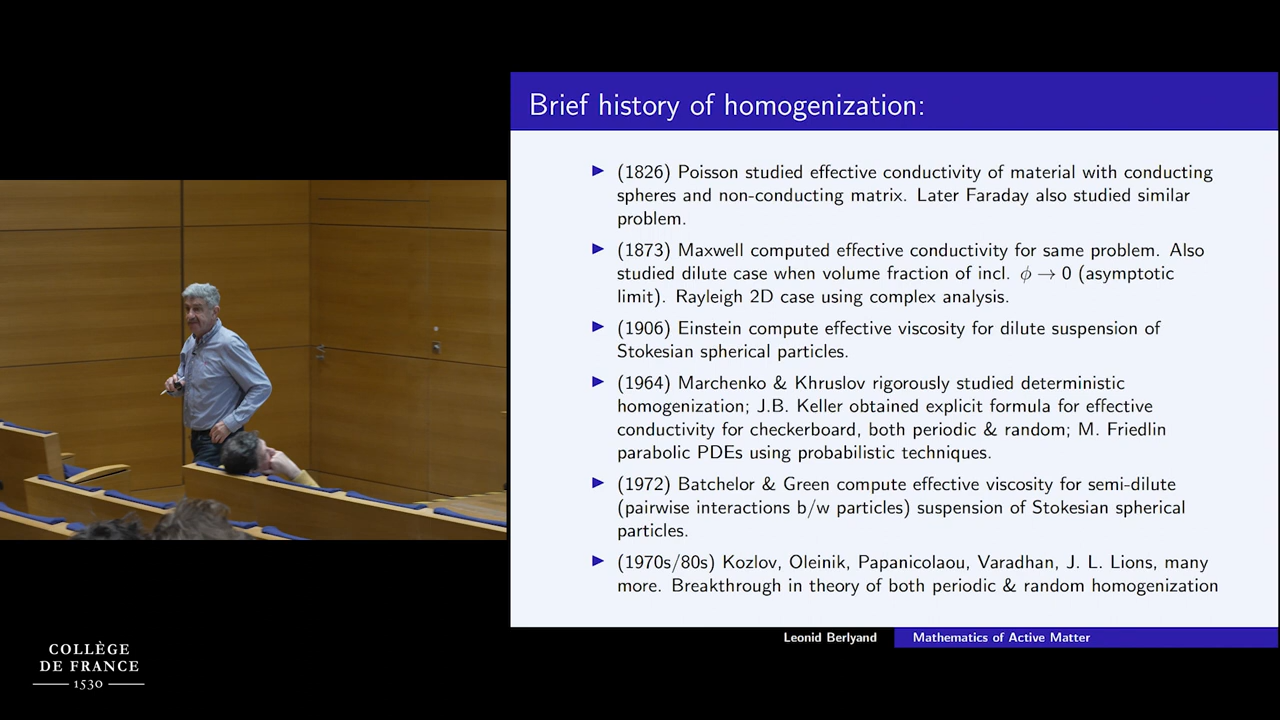 Brief history of homogenization:
(1826) Poisson studied effective conductivity of material with conducting
spheres and non-conducting matrix. Later Faraday also studied similar
problem.
(1873) Maxwell computed effective conductivity for same problem. Also
studied dilute case when volume fraction of incl. ϕ → 0 (asymptotic
limit). Rayleigh 2D case using complex analysis.
(1906) Einstein compute effective viscosity for dilute suspension of
Stokesian spherical particles.
(1964) Marchenko & Khruslov rigorously studied deterministic
homogenization; J.B. Keller obtained explicit formula for effective
conductivity for checkerboard, both periodic & random; M. Friedlin
parabolic PDEs using probabilistic techniques.
(1972) Batchelor & Green compute effective viscosity for semi-dilute
(pairwise interactions b/w particles) suspension of Stokesian spherical
particles.
(1970s/80s) Kozlov, Oleinik, Papanicolaou, Varadhan, J. L. Lions, many
more. Breakthrough in theory of both periodic & random homogenization
Leonid Berlyand
Mathematics of Active Matter
COLLÈGE
DE FRANCE
1530